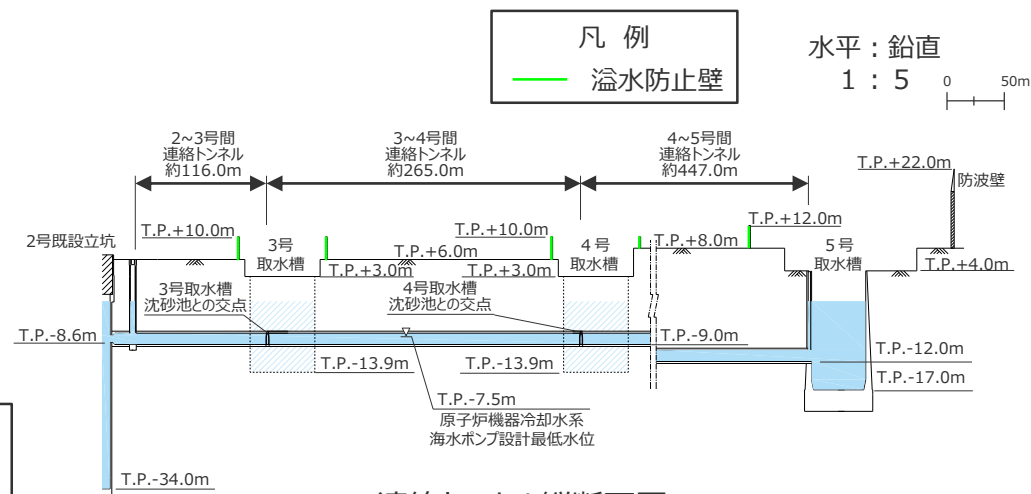 凡 例
溢水防止壁
水平：鉛直
1 : 5
0 50m
2~3号間
連絡トンネル
約116.0m
3~4号間
連絡トンネル
約265.0m
4~5号間
連絡トンネル
約447.0m
T.P.+22.0m
防波壁
2号既設立坑
T.P.+10.0m
3号
取水槽
T.P.+10.0m
4号
取水槽
T.P.+12.0m
T.P.+6.0m
T.P.+8.0m
5号
取水槽
T.P.+3.0m
T.P.+3.0m
T.P.+4.0m
3号取水槽
沈砂池との交点
4号取水槽
沈砂池との交点
T.P.-8.6m
T.P.-9.0m
T.P.-12.0m
T.P.-13.9m
T.P.-13.9m
T.P.-17.0m
T.P.-7.5m
原子炉機器冷却水系
海水ポンプ設計最低水位
T.P.-34.0m